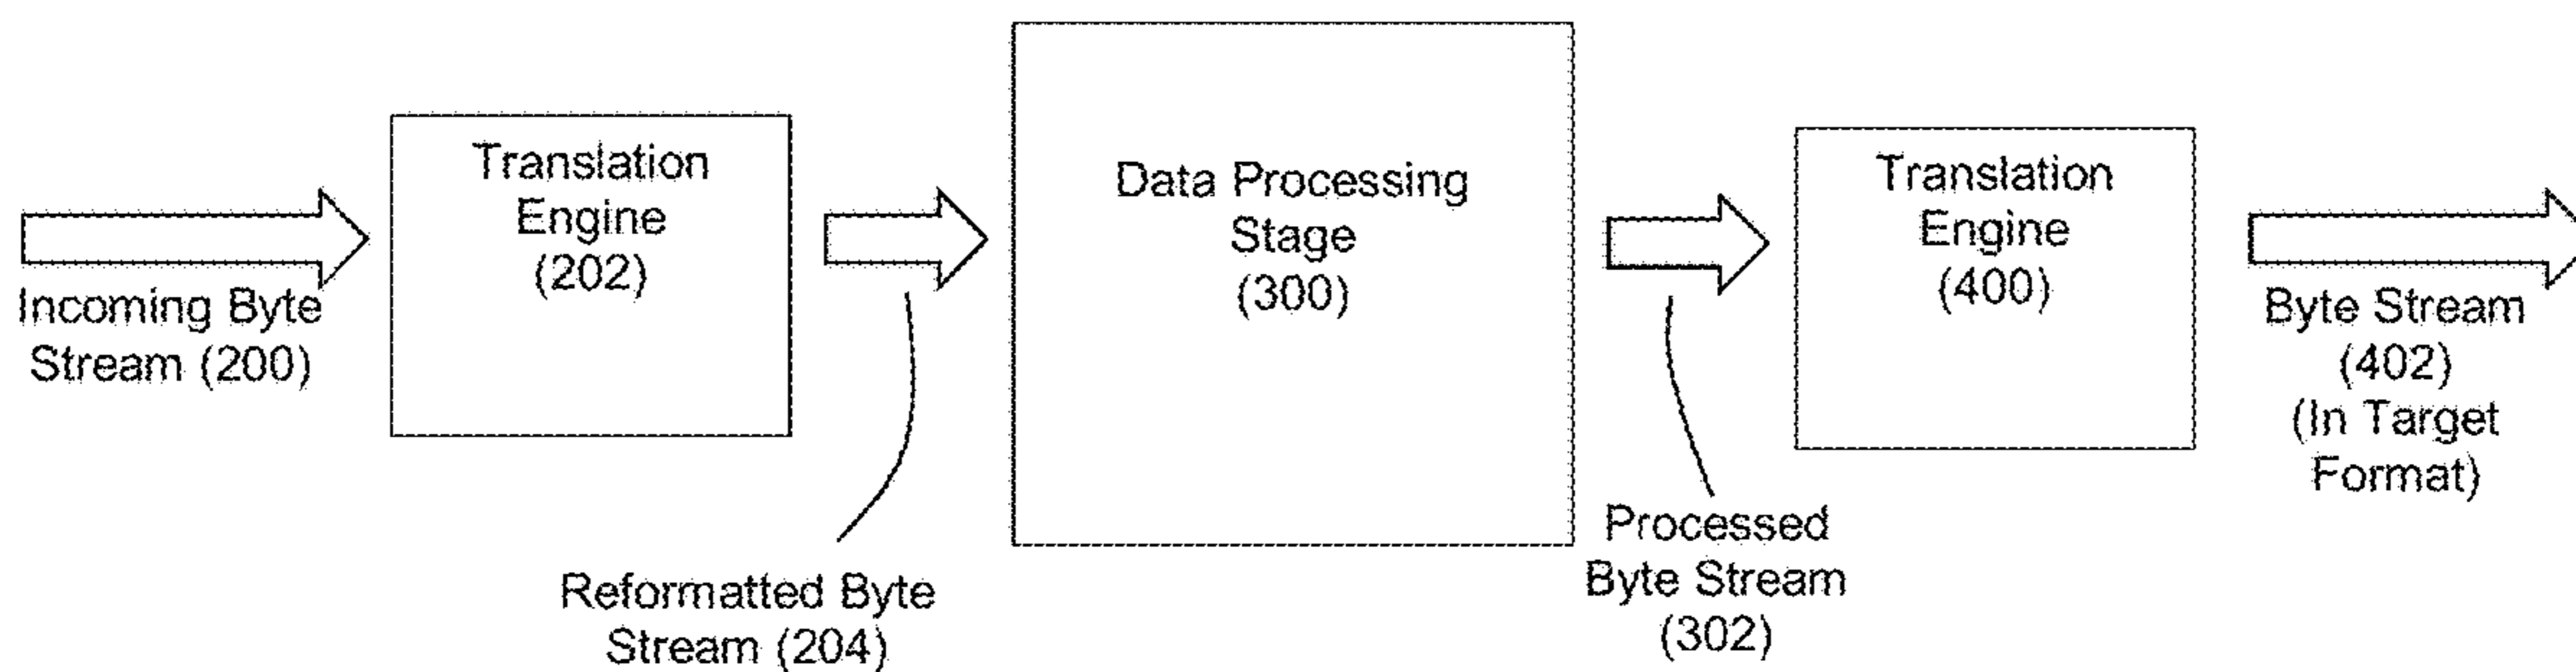 Incoming Byte
Stream (200)
Translation
Engine
(202)
Reformatted Byte
Stream (204)
Data Processing
Stage
(300)
Processed
Byte Stream
(302)
Translation
Engine
(400)
Byte Stream
(402)
(In Target
Format)